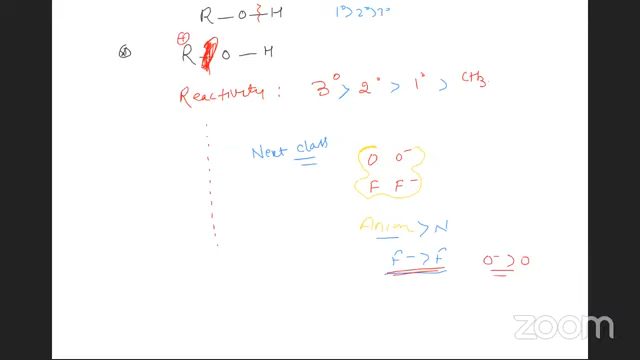 R — O — H 1°>2°>3°
⊕
R O — H
Reactivity : 3° > 2° > 1° > CH3.
Next class
O O⁻
F F⁻
Anion > N
F⁻ > F O⁻ > O
zoom